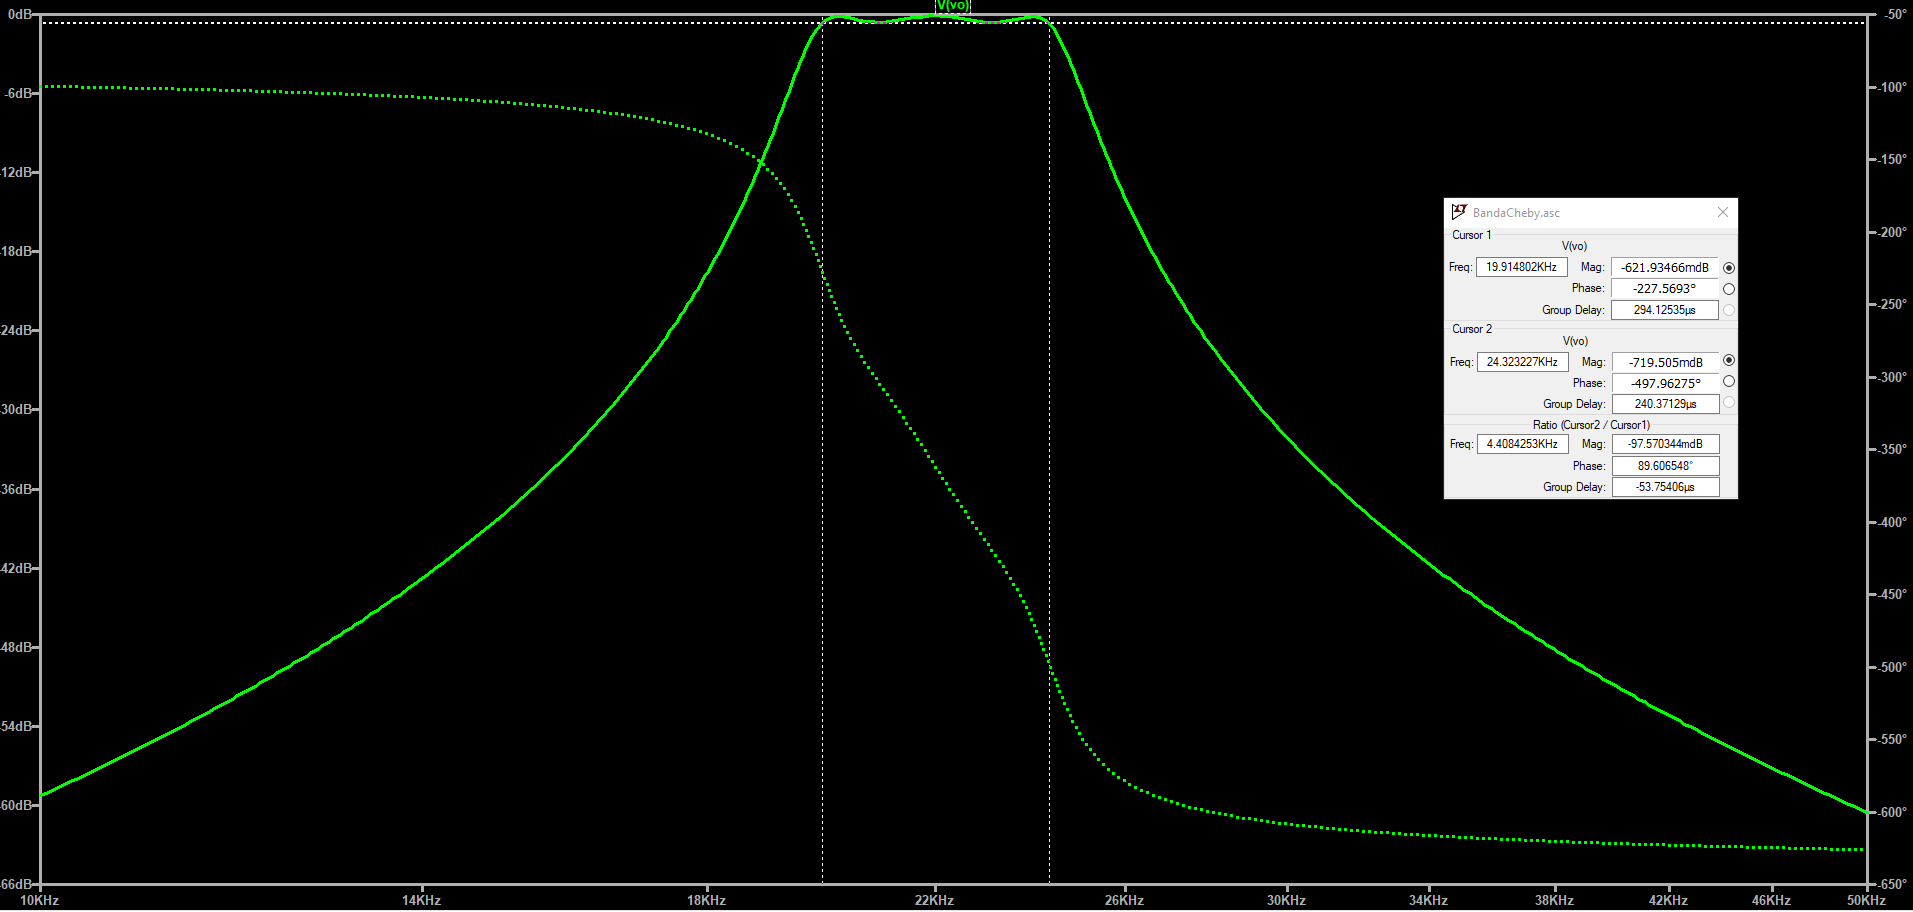 V(vo)
0dB
-6dB
-12dB
-18dB
-24dB
-30dB
-36dB
-42dB
-48dB
-54dB
-60dB
-66dB
-50°
-100°
-150°
-200°
-250°
-300°
-350°
-400°
-450°
-500°
-550°
-600°
-650°
BandaCheby.asc
Cursor 1
V(vo)
Freq: 19.914802KHz Mag: -621.93466mdB
Phase: -227.5693°
Group Delay: 294.12535µs
Cursor 2
V(vo)
Freq: 24.323227KHz Mag: -719.505mdB
Phase: -497.96275°
Group Delay: 240.37129µs
Ratio (Cursor2 / Cursor1)
Freq: 4.4084253KHz Mag: -97.570344mdB
Phase: 89.606548°
Group Delay: -53.75406µs
10KHz 14KHz 18KHz 22KHz 26KHz 30KHz 34KHz 38KHz 42KHz 46KHz 50KHz